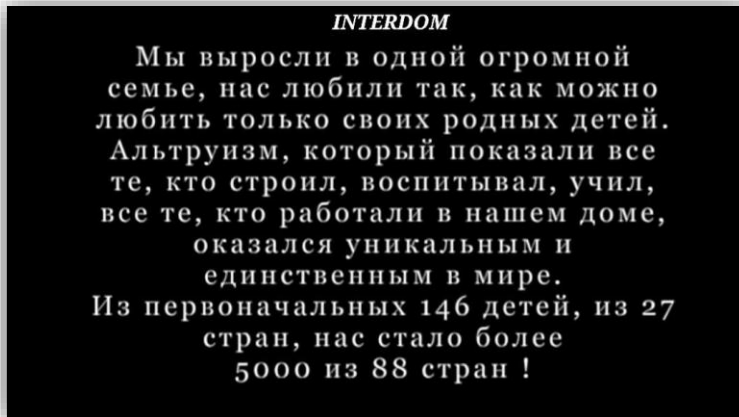 INTERDOM
Мы выросли в одной огромной
семье, нас любили так, как можно
любить только своих родных детей.
Альтруизм, который показали все
те, кто строил, воспитывал, учил,
все те, кто работали в нашем доме,
оказался уникальным и
единственным в мире.
Из первоначальных 146 детей, из 27
стран, нас стало более
5000 из 88 стран !